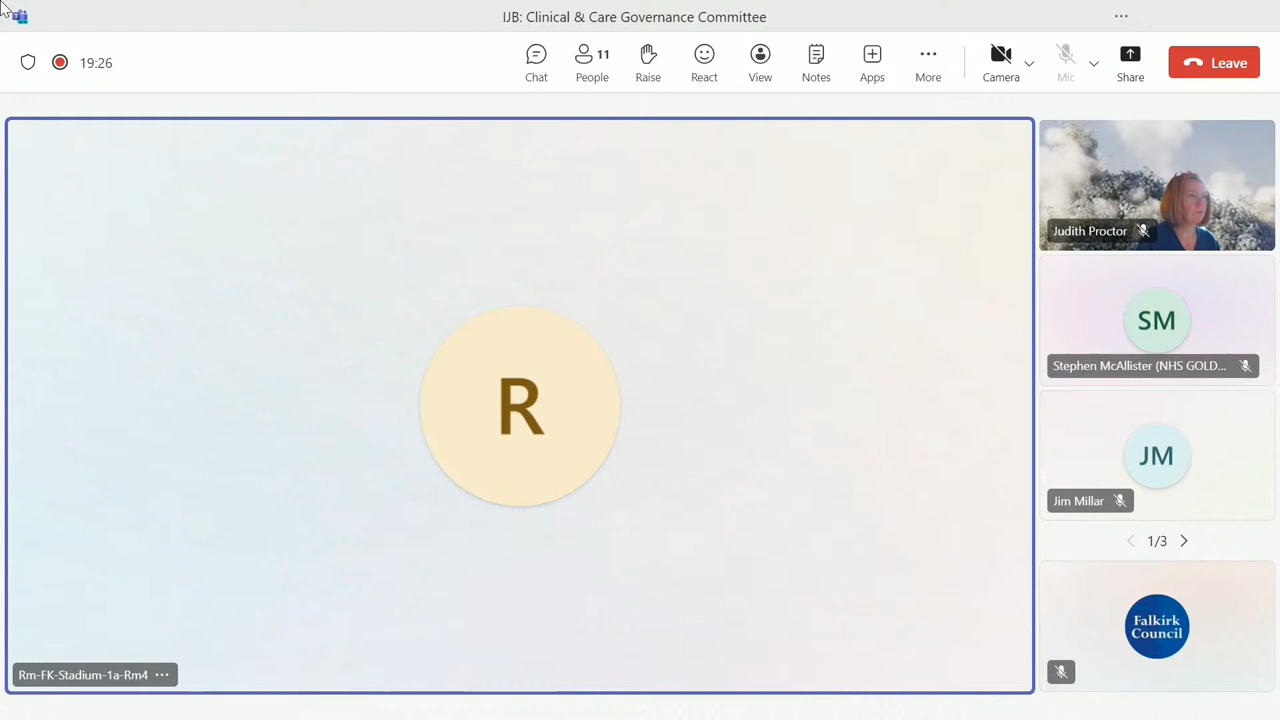 IJB: Clinical & Care Governance Committee
...
19:26
Chat
People 11
Raise
React
View
Notes
Apps
More
Camera
Mic
Share
Leave
R
Rm-FK-Stadium-1a-Rm4 ...
Judith Proctor
SM
Stephen McAllister (NHS GOLD...
JM
Jim Millar
1/3
Falkirk
Council